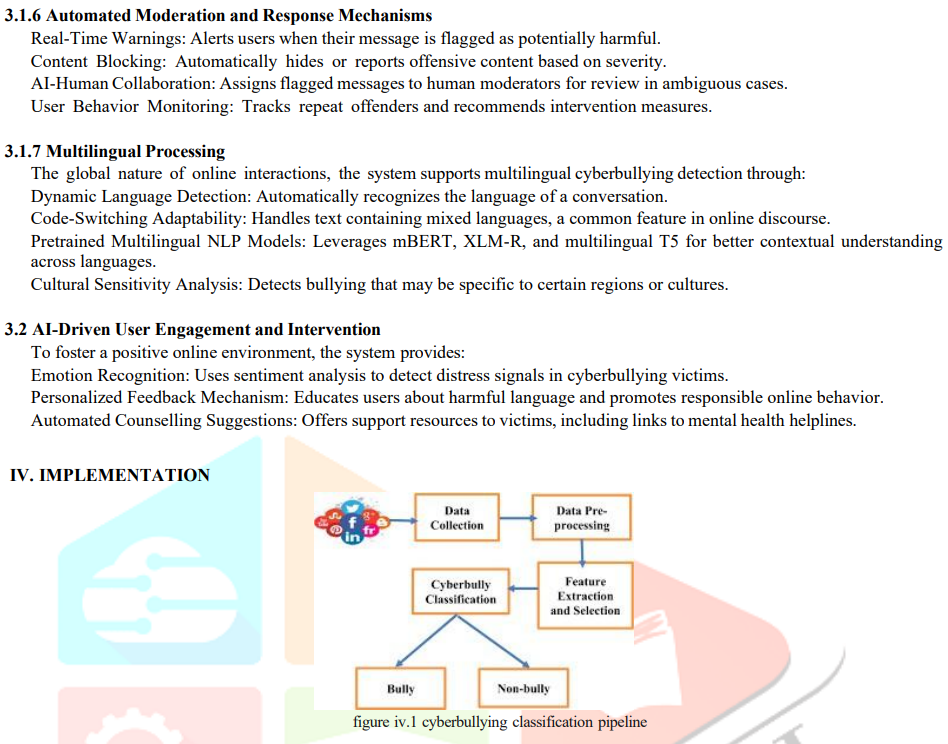 3.1.6 Automated Moderation and Response Mechanisms
Real-Time Warnings: Alerts users when their message is flagged as potentially harmful.
Content Blocking: Automatically hides or reports offensive content based on severity.
AI-Human Collaboration: Assigns flagged messages to human moderators for review in ambiguous cases.
User Behavior Monitoring: Tracks repeat offenders and recommends intervention measures.
3.1.7 Multilingual Processing
The global nature of online interactions, the system supports multilingual cyberbullying detection through:
Dynamic Language Detection: Automatically recognizes the language of a conversation.
Code-Switching Adaptability: Handles text containing mixed languages, a common feature in online discourse.
Pretrained Multilingual NLP Models: Leverages mBERT, XLM-R, and multilingual T5 for better contextual understanding
across languages.
Cultural Sensitivity Analysis: Detects bullying that may be specific to certain regions or cultures.
3.2 AI-Driven User Engagement and Intervention
To foster a positive online environment, the system provides:
Emotion Recognition: Uses sentiment analysis to detect distress signals in cyberbullying victims.
Personalized Feedback Mechanism: Educates users about harmful language and promotes responsible online behavior.
Automated Counselling Suggestions: Offers support resources to victims, including links to mental health helplines.
IV. IMPLEMENTATION
Data
Collection
Data Pre-
processing
Cyberbully
Classification
Feature
Extraction
and Selection
Bully
Non-bully
figure iv.1 cyberbullying classification pipeline